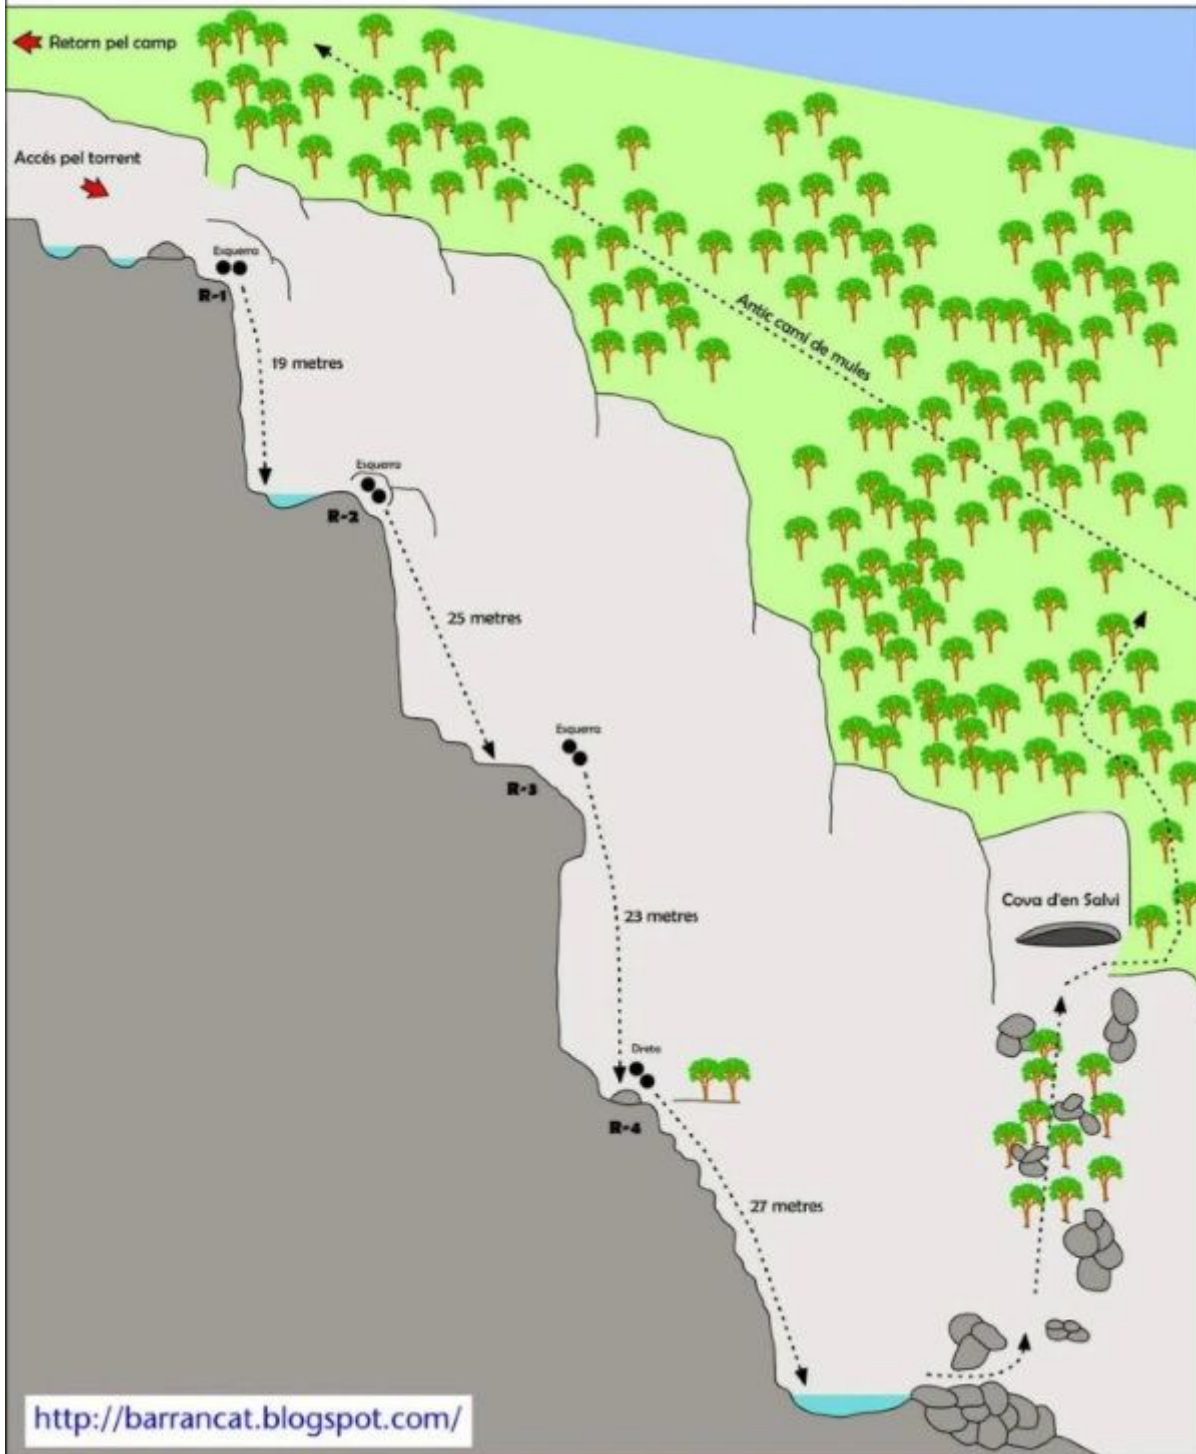 Retorn pel camp
Accés pel torrent
Esquerra
R-1
19 metres
Antic camí de mules
Esquerra
R-2
25 metres
Esquerra
R-3
Cova d'en Salvi
23 metres
Dreta
R-4
27 metres
http://barrancat.blogspot.com/